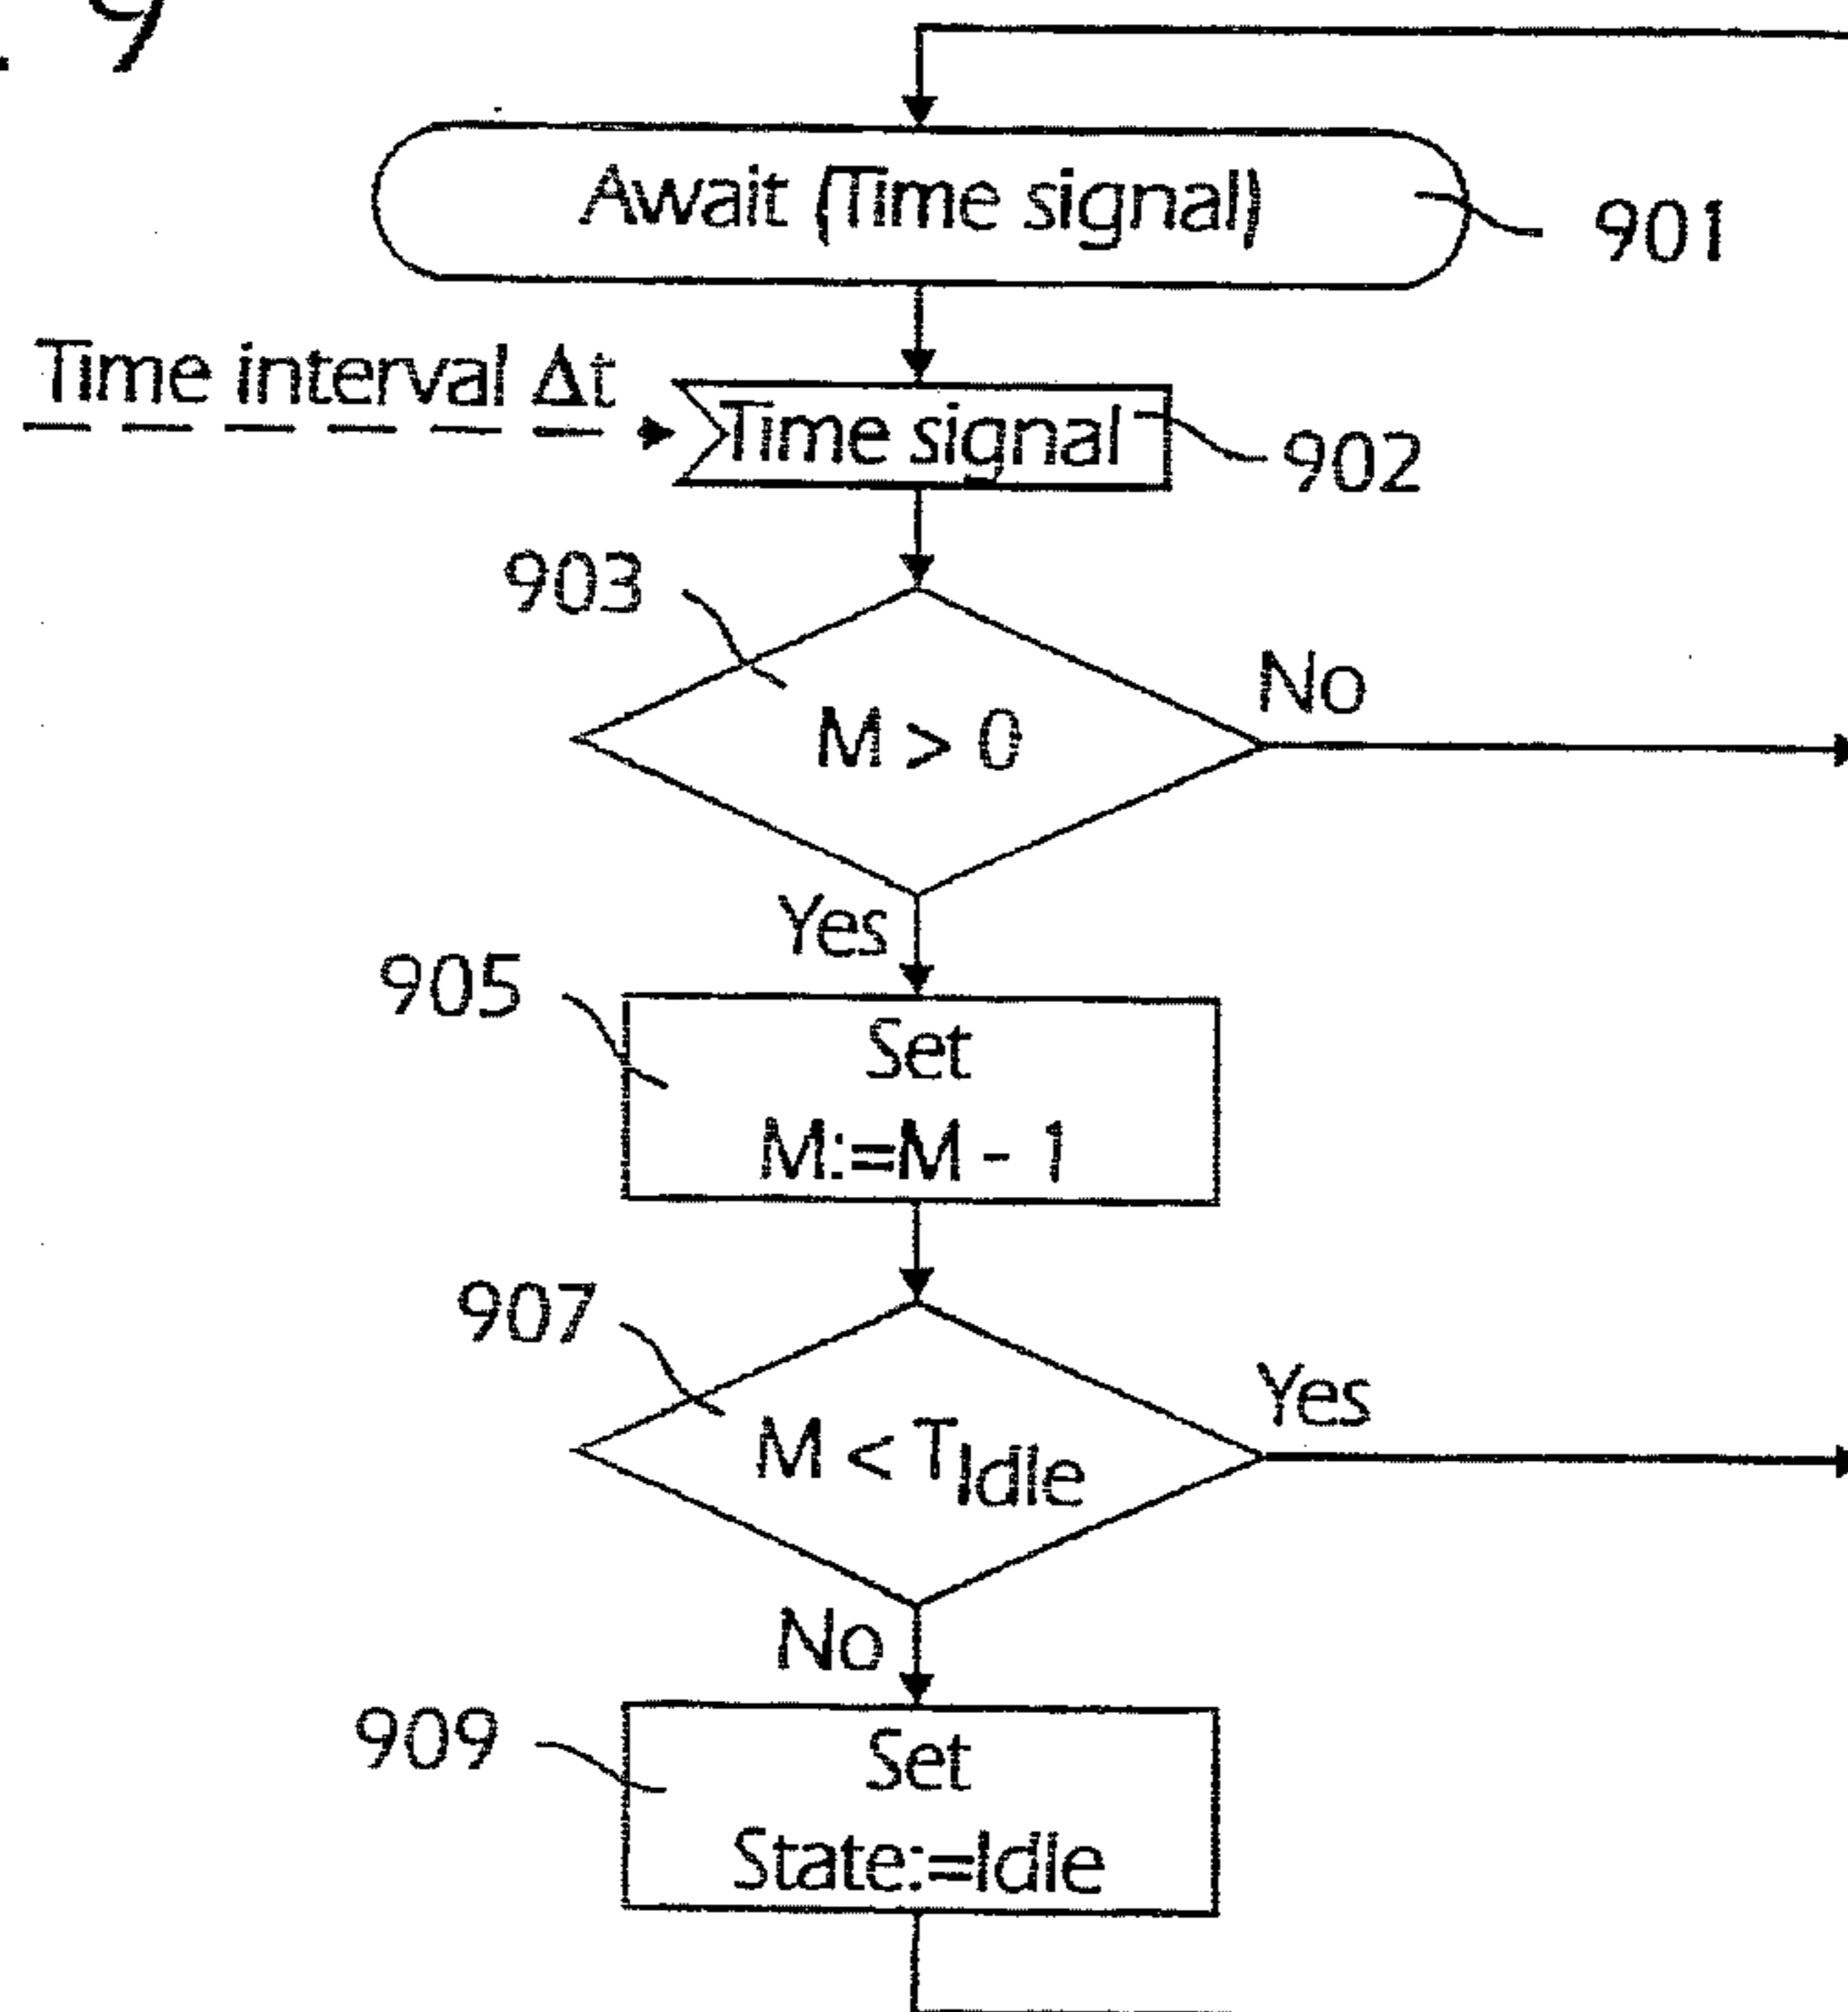 9
Await (Time signal)
901
Time interval Δt
Time signal
902
903
M > 0
No
Yes
905
Set
M:=M - 1
907
M < TIdle
Yes
No
909
Set
State:=Idle